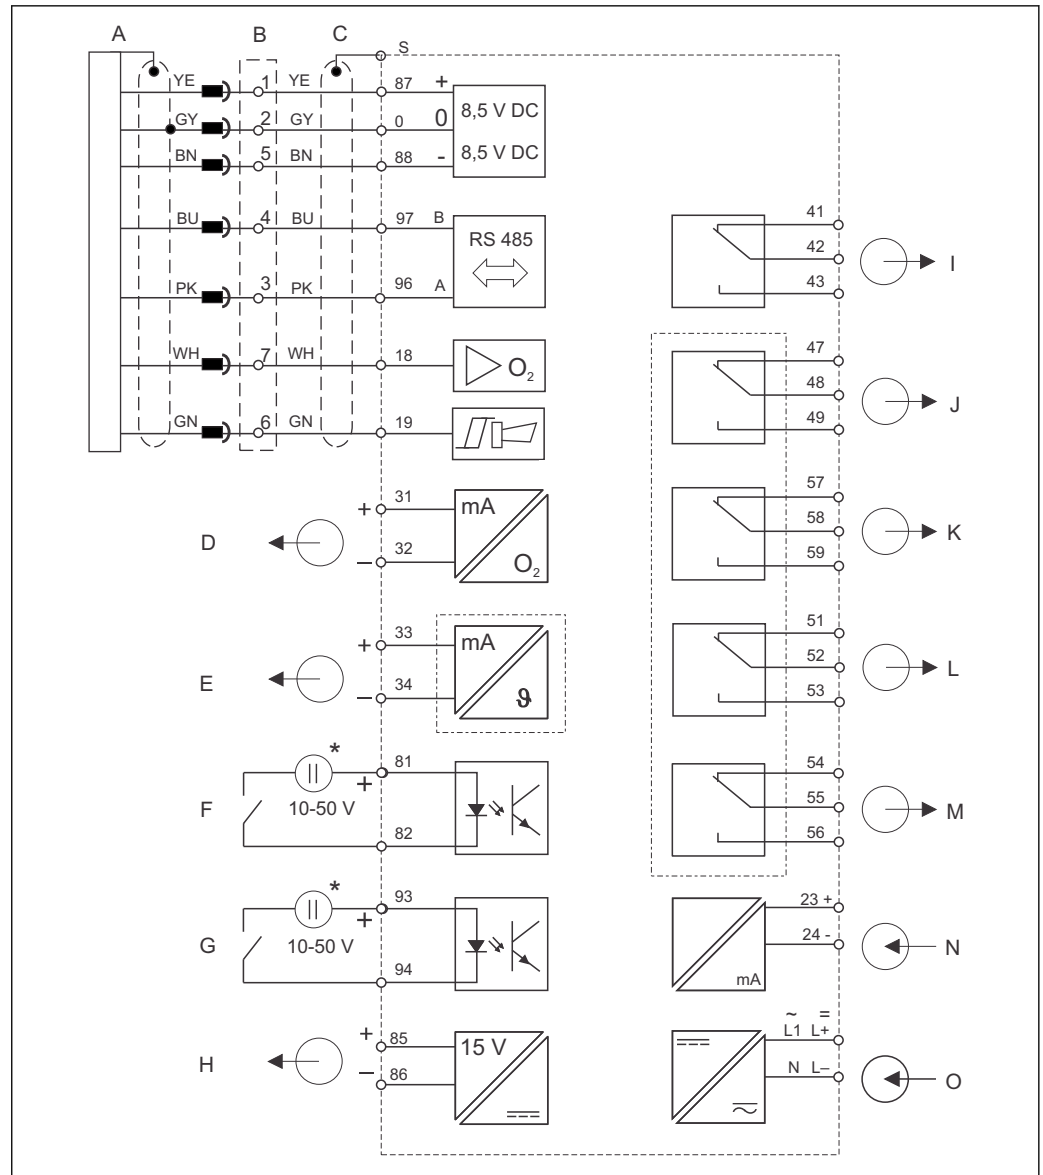 A B C S
YE 1 YE 87 +
8,5 V DC
GY 2 GY 0 0
8,5 V DC
BN 5 BN 88 -
BU 4 BU 97 B
RS 485
PK 3 PK 96 A
WH 7 WH 18
O2
GN 6 GN 19
D
+ 31
– 32
mA
O2
E
+ 33
– 34
mA
ϑ
F
*
10-50 V
+
81
82
G
*
10-50 V
+
93
94
H
+ 85
– 86
15 V
41
42
43
I
47
48
49
J
57
58
59
K
51
52
53
L
54
55
56
M
23 +
24 -
mA
N
~ =
L1 L+
N L–
O